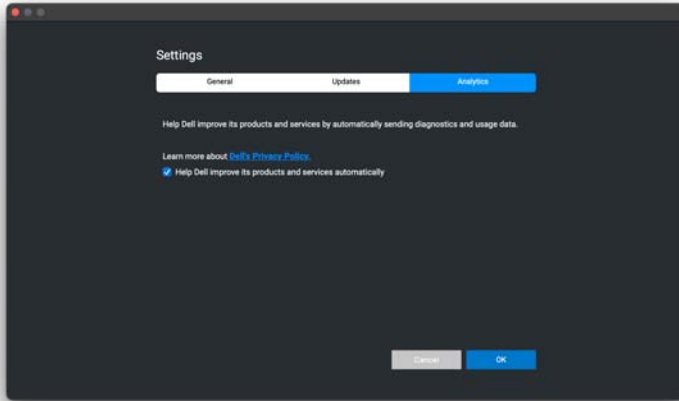 Settings
General Updates Analytics
Help Dell improve its products and services by automatically sending diagnostics and usage data.
Learn more about Dell's Privacy Policy.
Help Dell improve its products and services automatically
Cancel OK